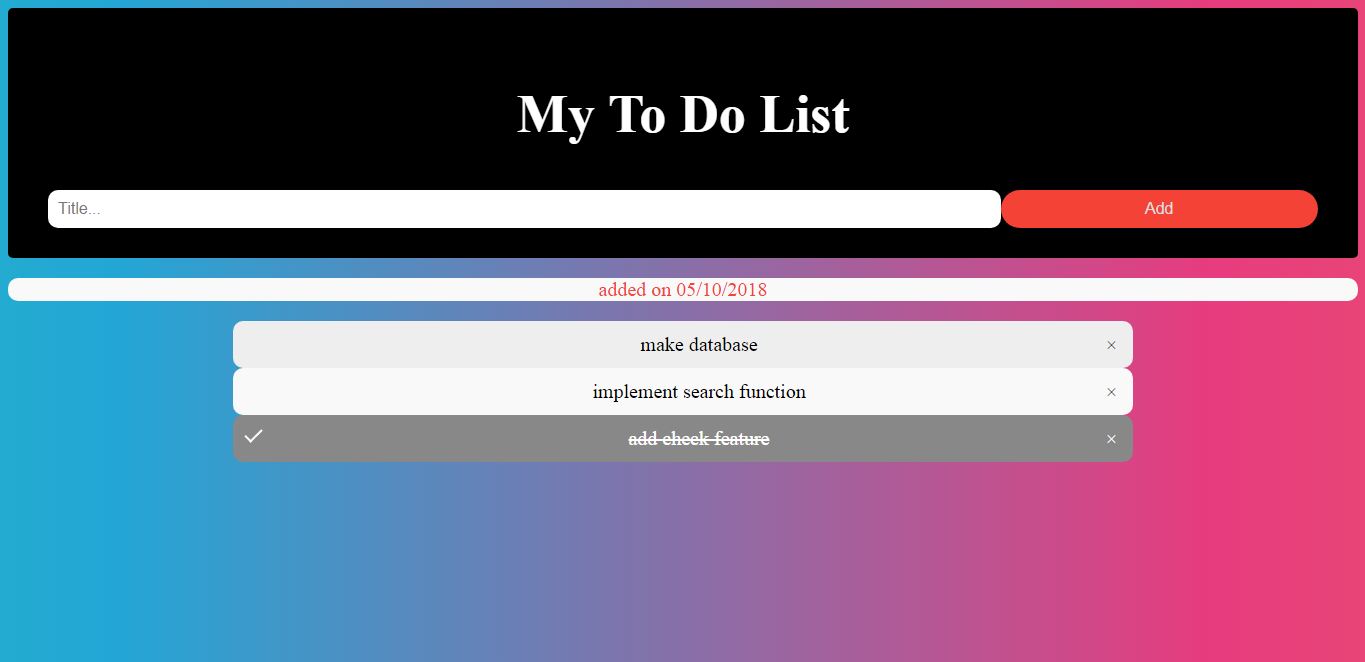 My To Do List
Title... Add
added on 05/10/2018
make database ×
implement search function ×
add check feature ×